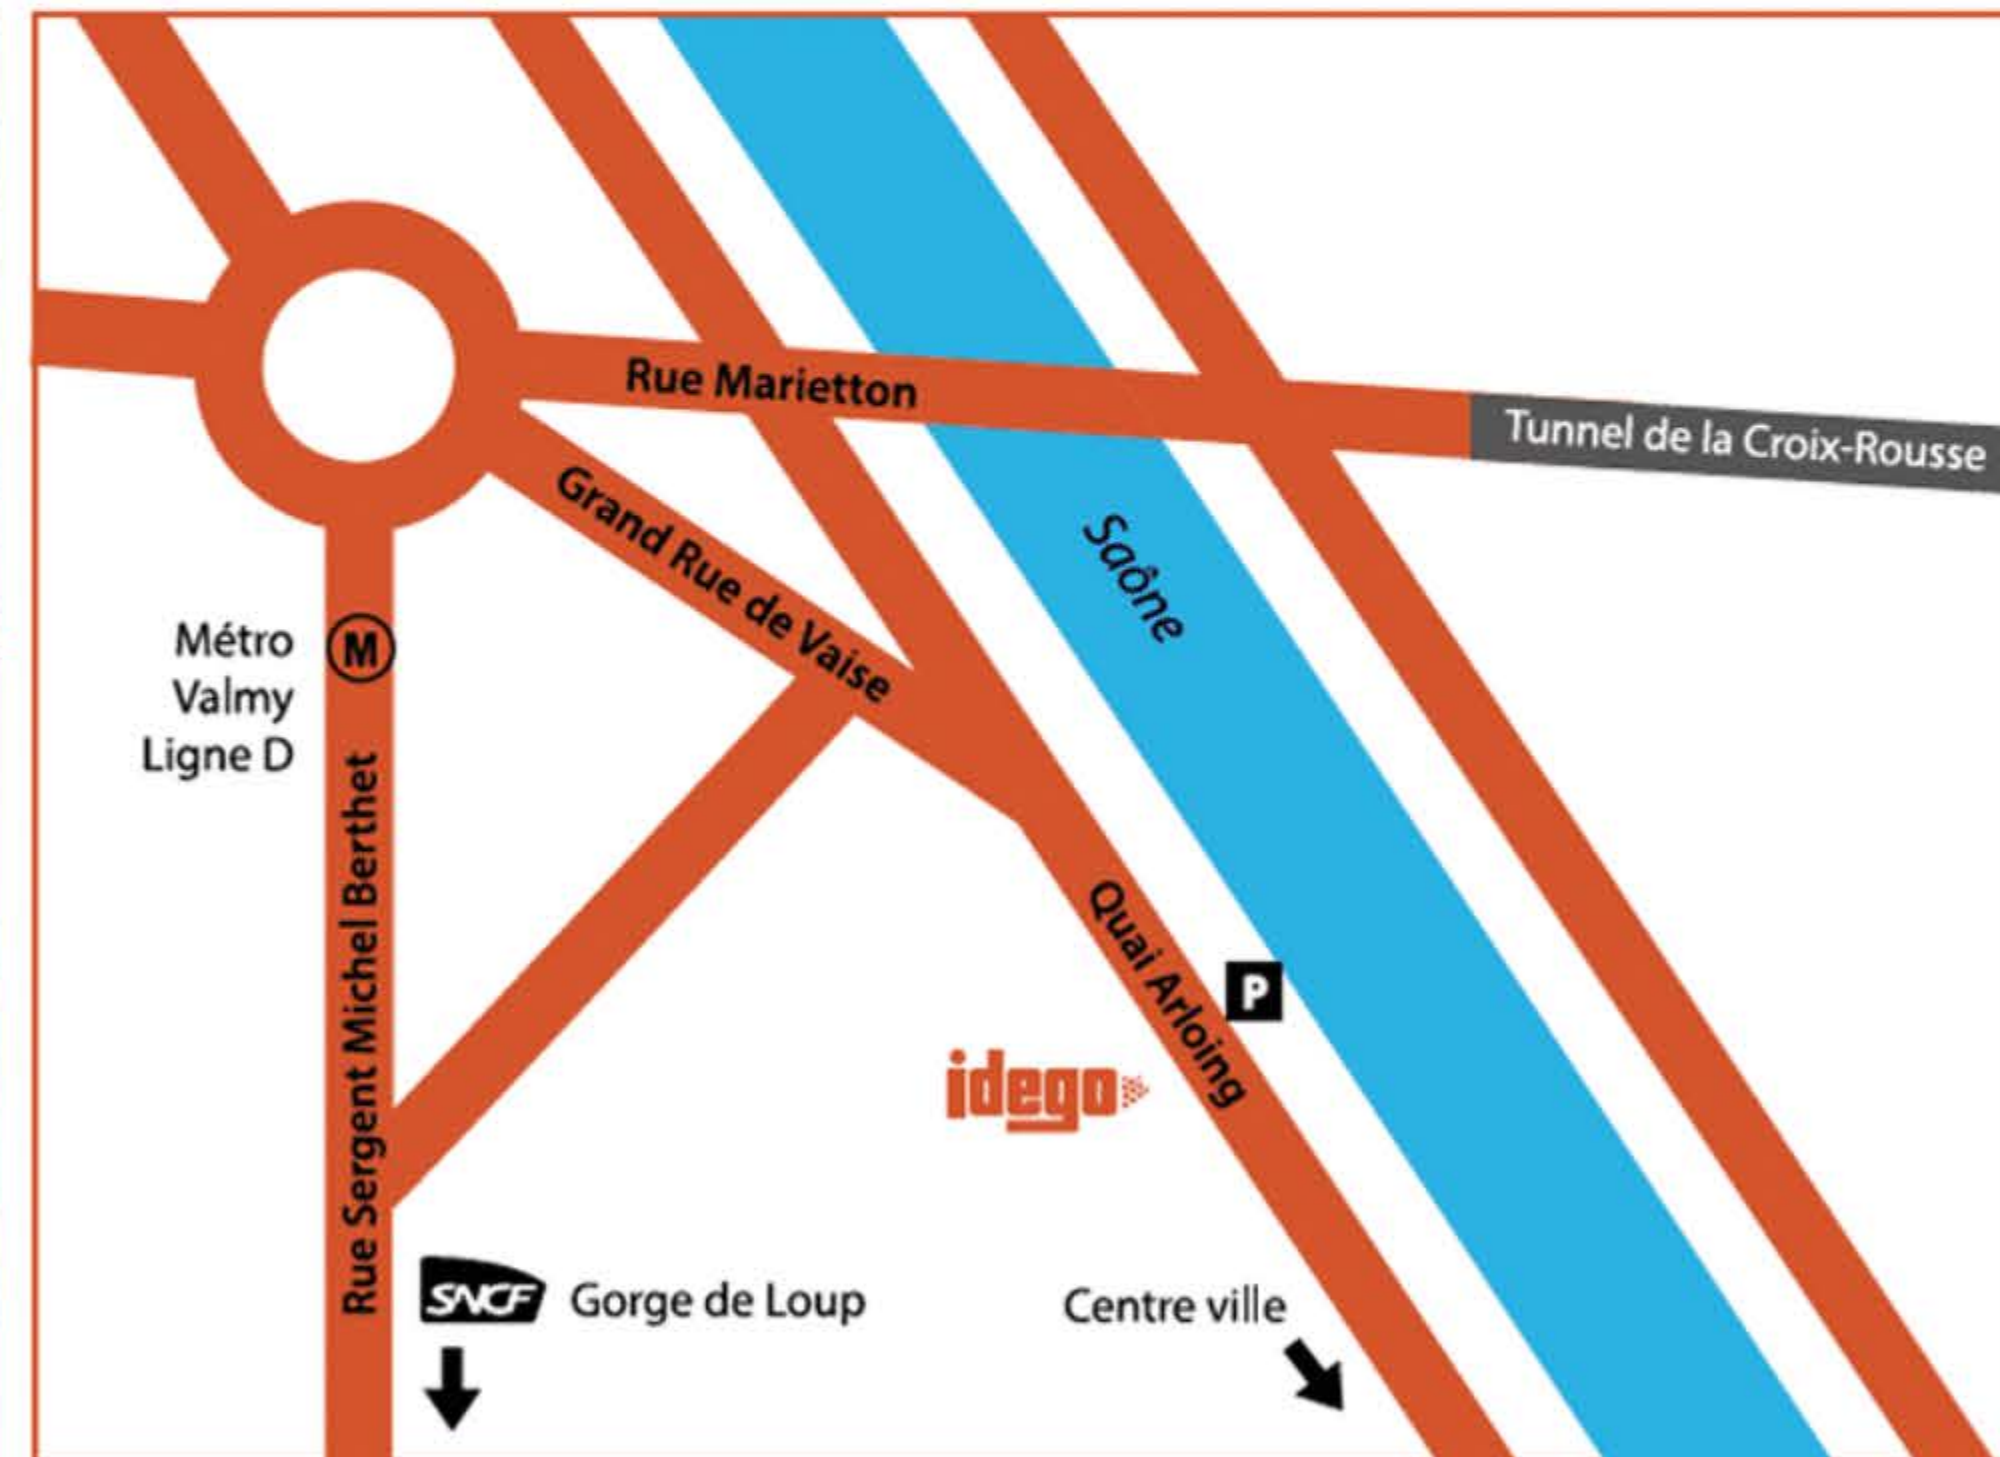 Rue Marietton
Tunnel de la Croix-Rousse
Grand Rue de Vaise
Saône
Métro
Valmy
Ligne D
M
Rue Sergent Michel Berthet
Quai Arloing
P
idego
SNCF
Gorge de Loup
Centre ville